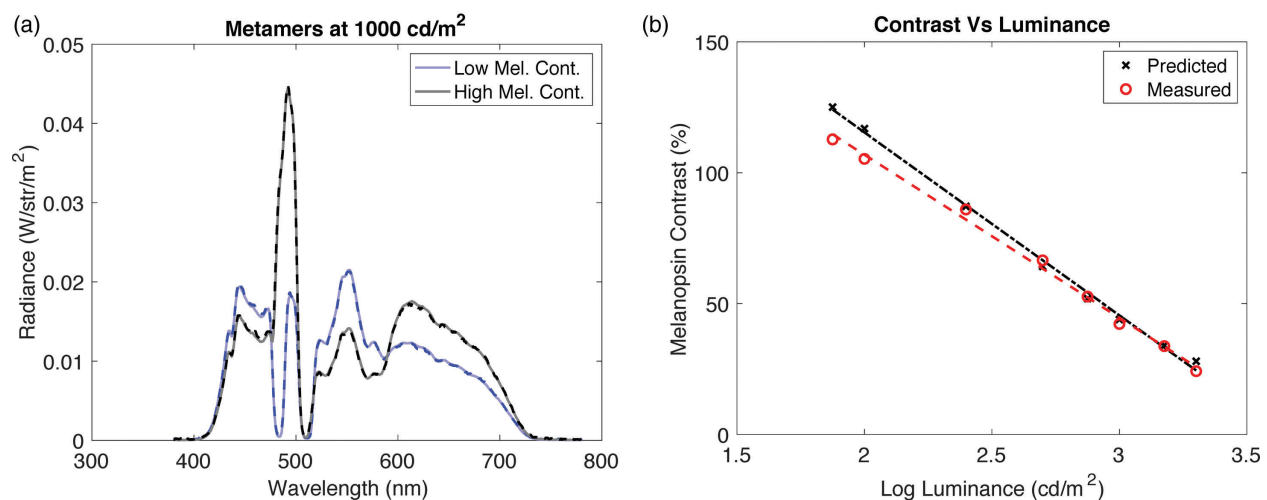 (a)
Metamers at 1000 cd/m²
Low Mel. Cont.
High Mel. Cont.
Radiance (W/str/m²)
0.05
0.04
0.03
0.02
0.01
0
300 400 500 600 700 800
Wavelength (nm)
(b)
Contrast Vs Luminance
Predicted
Measured
Melanopsin Contrast (%)
150
100
50
0
1.5 2 2.5 3 3.5
Log Luminance (cd/m²)